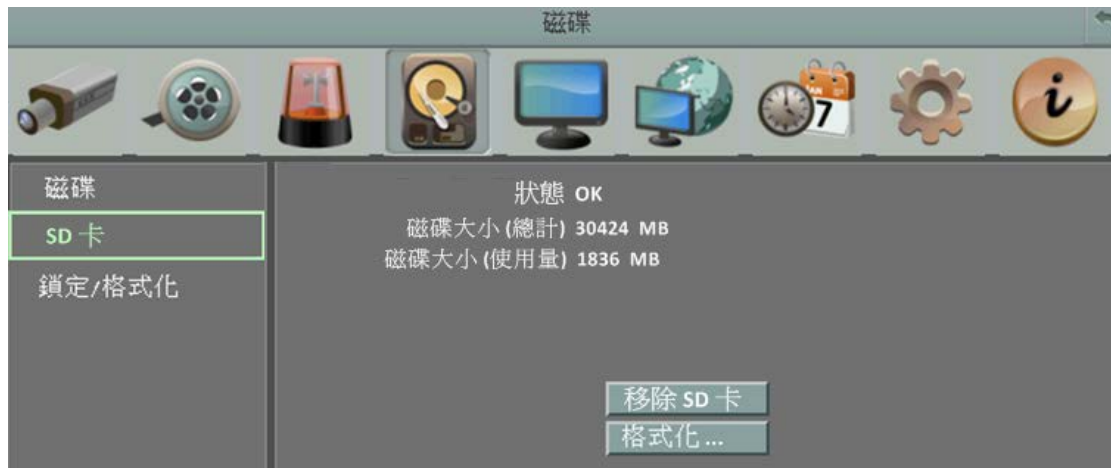 磁碟
7
磁碟
SD 卡
鎖定/格式化
狀態 OK
磁碟大小 (總計) 30424 MB
磁碟大小 (使用量) 1836 MB
移除 SD 卡
格式化 ...